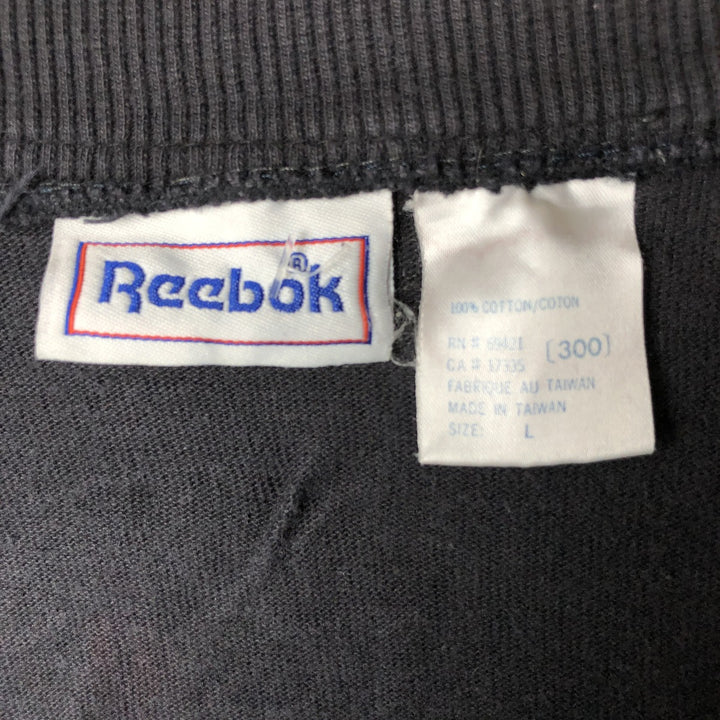 Reebok®
100% COTTON/COTON
RN # 69421 [300]
CA # 17335
FABRIQUE AU TAIWAN
MADE IN TAIWAN
SIZE: L